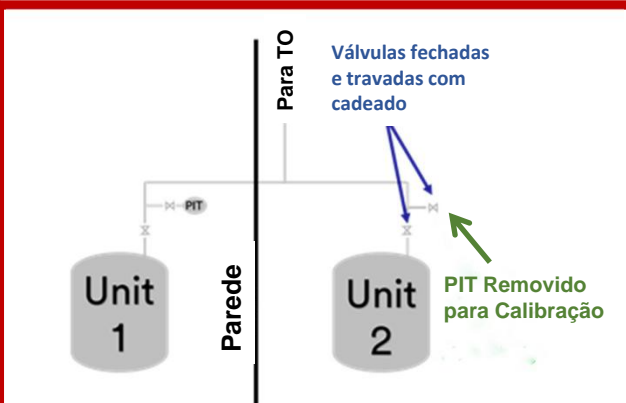 Para TO
Válvulas fechadas
e travadas com
cadeado
PIT
Unit
1
Parede
Unit
2
PIT Removido
para Calibração